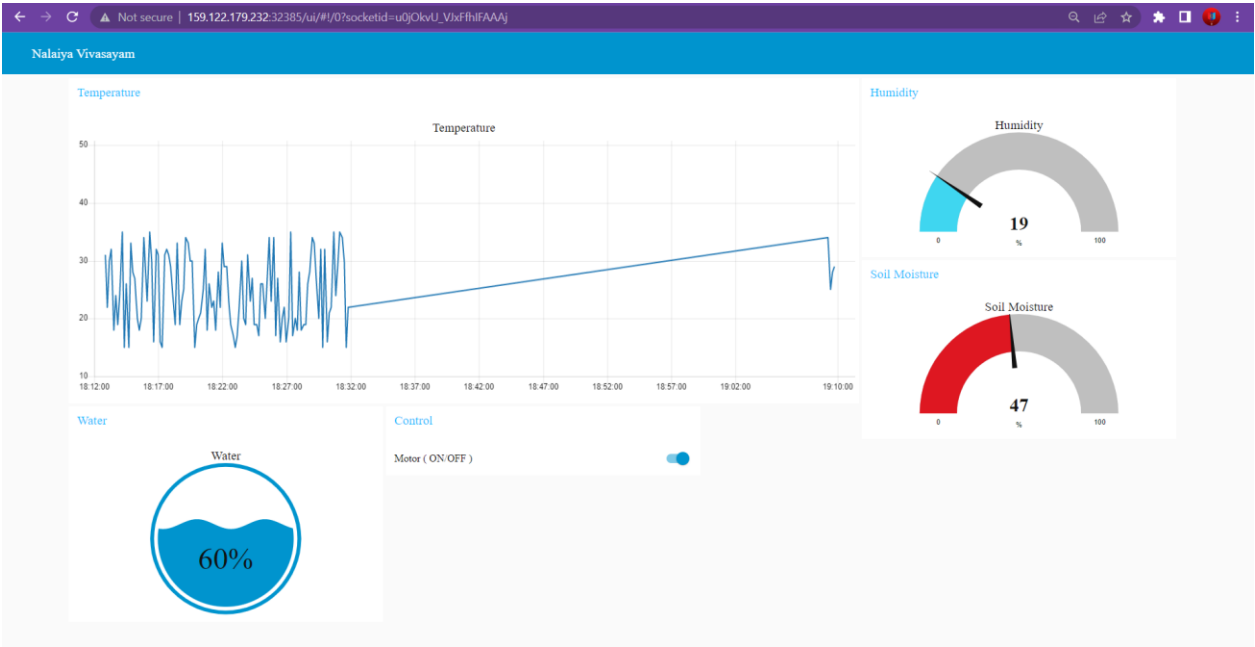 Not secure | 159.122.179.232:32385/ui/#!/0?socketid=u0jOkvU_VJxFfhIFAAAj
Nalaiya Vivasayam
Temperature
Temperature
50
40
30
20
10
18:12:00 18:17:00 18:22:00 18:27:00 18:32:00 18:37:00 18:42:00 18:47:00 18:52:00 18:57:00 19:02:00 19:10:00
Humidity
Humidity
19
0 % 100
Soil Moisture
Soil Moisture
47
0 % 100
Water
Water
60%
Control
Motor ( ON/OFF )